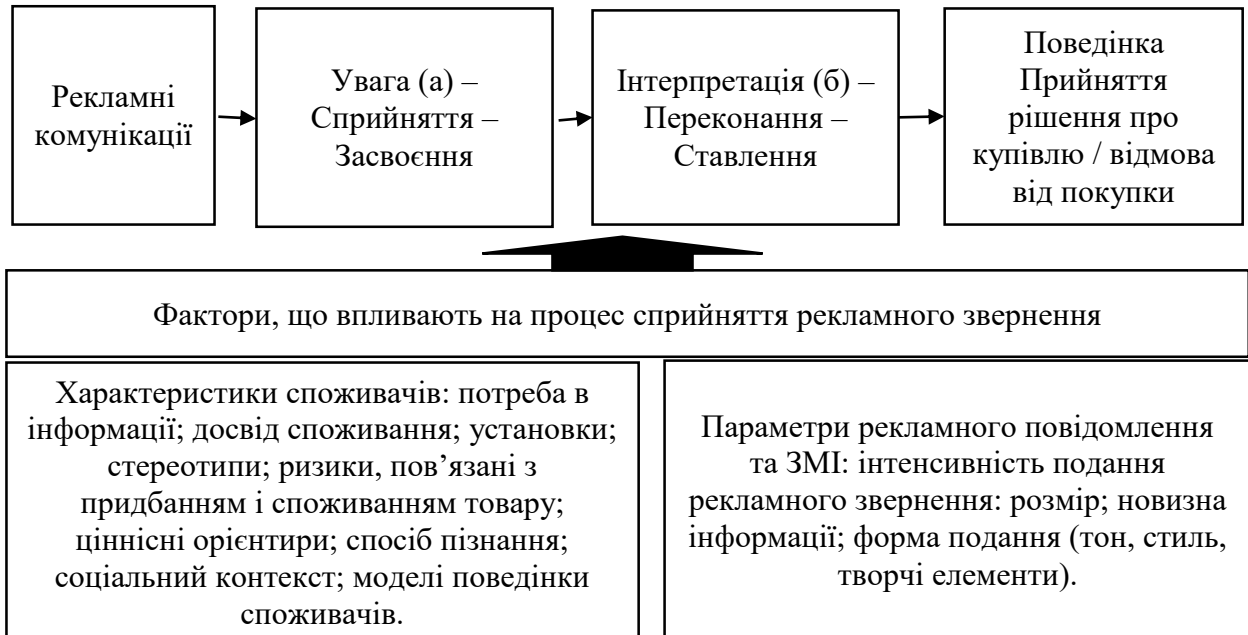 Рекламні
комунікації
Увага (а) –
Сприйняття –
Засвоєння
Інтерпретація (б) –
Переконання –
Ставлення
Поведінка
Прийняття
рішення про
купівлю / відмова
від покупки
Фактори, що впливають на процес сприйняття рекламного звернення
Характеристики споживачів: потреба в
інформації; досвід споживання; установки;
стереотипи; ризики, пов’язані з
придбанням і споживанням товару;
ціннісні орієнтири; спосіб пізнання;
соціальний контекст; моделі поведінки
споживачів.
Параметри рекламного повідомлення
та ЗМІ: інтенсивність подання
рекламного звернення: розмір; новизна
інформації; форма подання (тон, стиль,
творчі елементи).